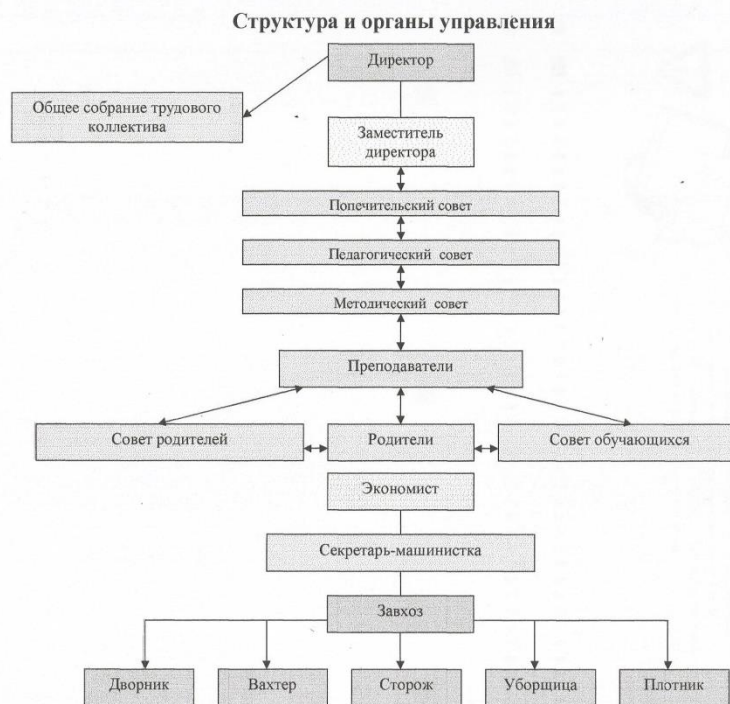 Структура и органы управления
Директор
Общее собрание трудового
коллектива
Заместитель
директора
Попечительский совет
Педагогический совет
Методический совет
Преподаватели
Совет родителей
Родители
Совет обучающихся
Экономист
Секретарь-машинистка
Завхоз
Дворник
Вахтер
Сторож
Уборщица
Плотник